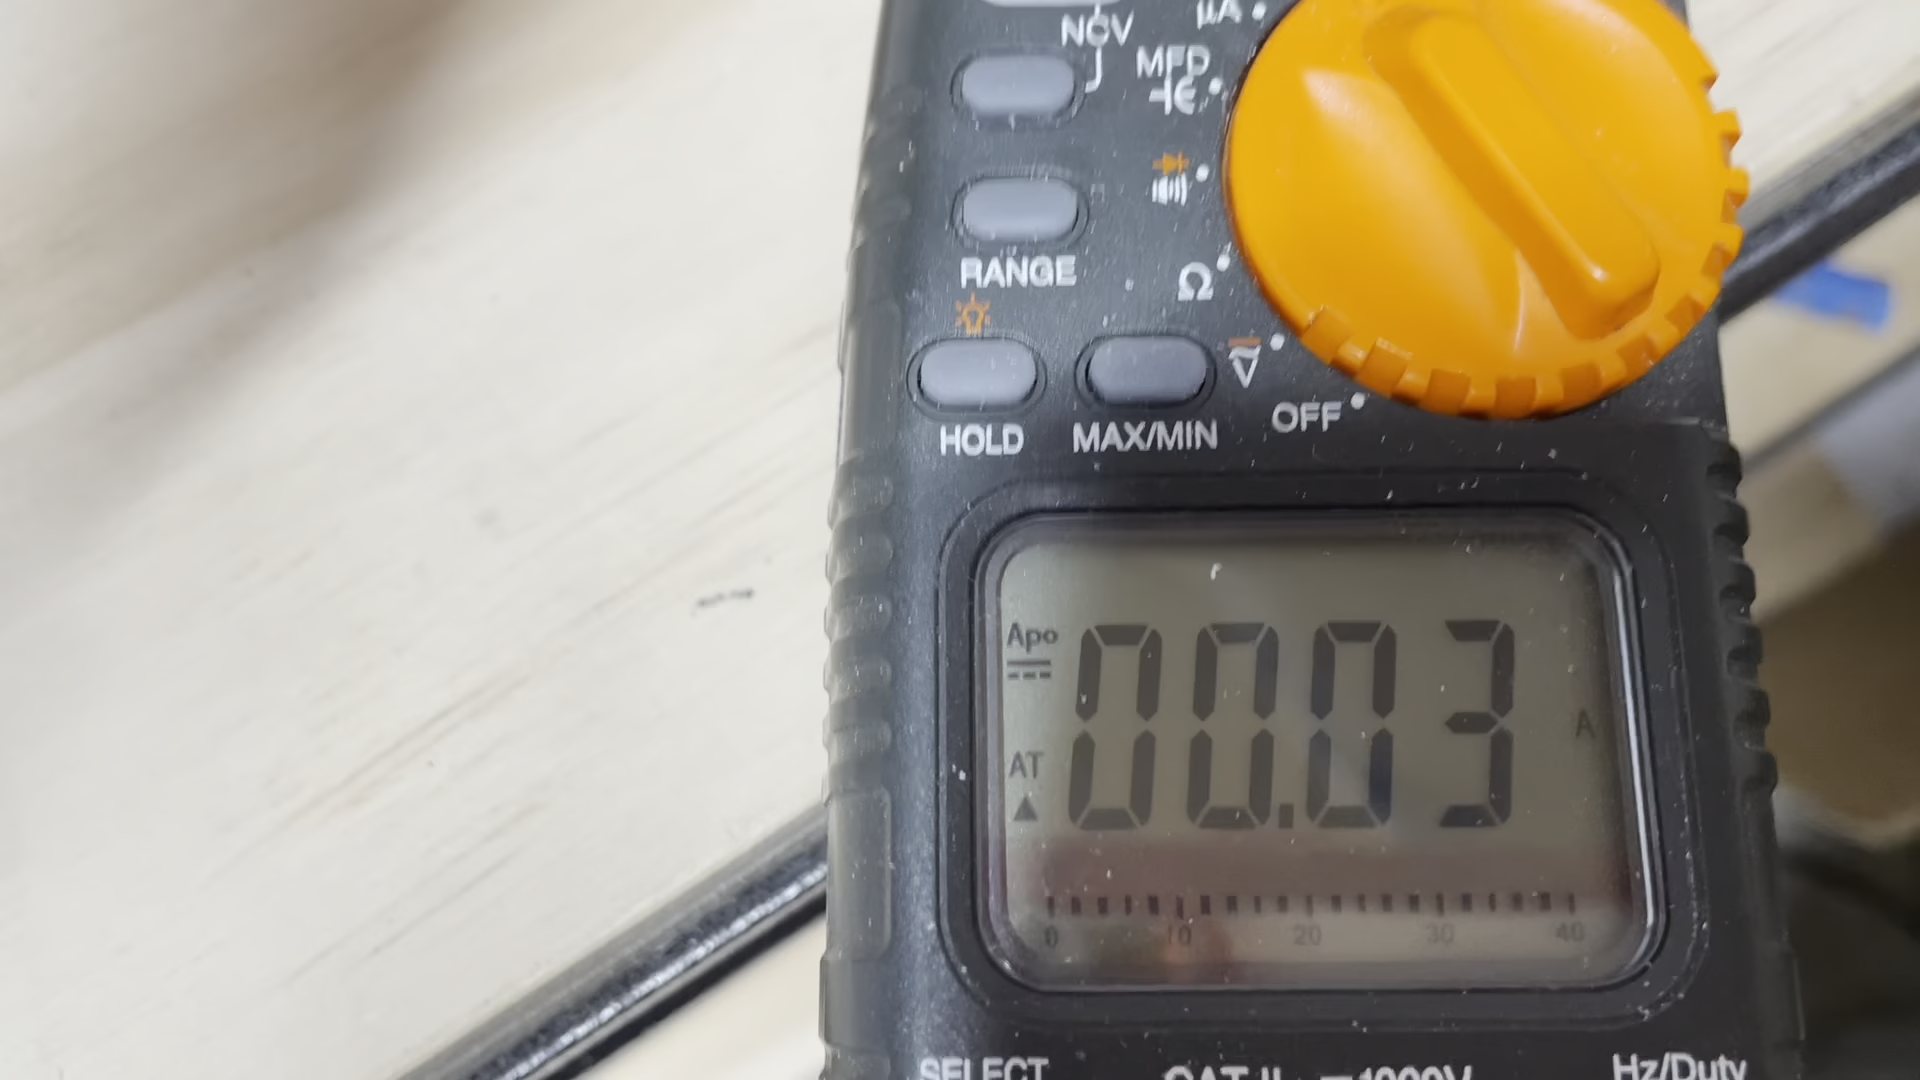 µA
NCV
MFD
RANGE
Ω
V
HOLD
MAX/MIN
OFF
Apo
00.03
A
AT
0 10 20 30 40
SELECT
Hz/Duty